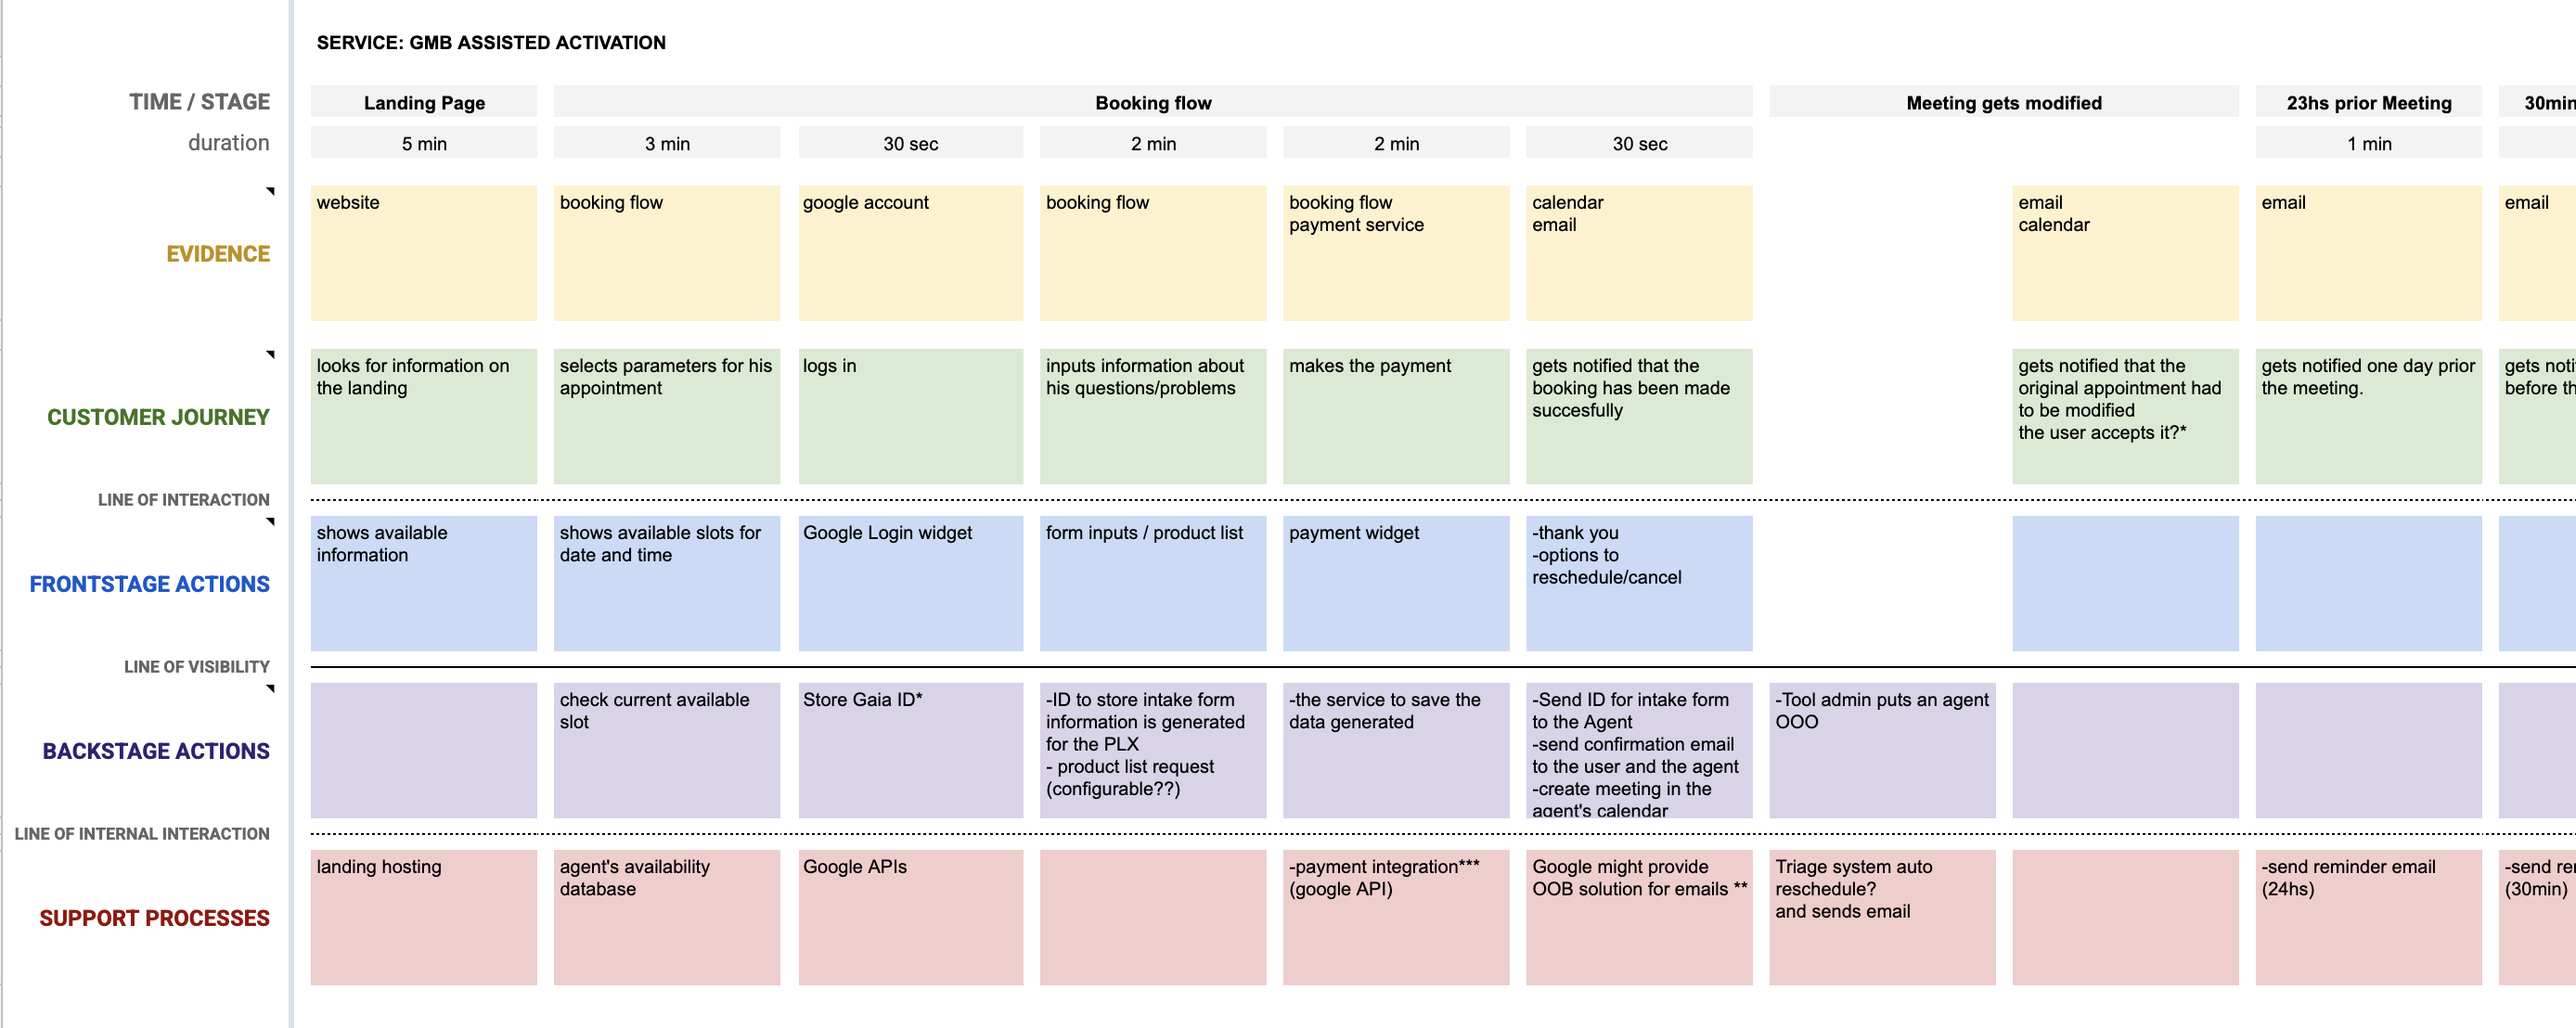 SERVICE: GMB ASSISTED ACTIVATION
TIME / STAGE
Landing Page
Booking flow
Meeting gets modified
23hs prior Meeting
30min
duration
5 min
3 min
30 sec
2 min
2 min
30 sec
1 min
EVIDENCE
website
booking flow
google account
booking flow
booking flow
payment service
calendar
email
email
calendar
email
email
CUSTOMER JOURNEY
looks for information on
the landing
selects parameters for his
appointment
logs in
inputs information about
his questions/problems
makes the payment
gets notified that the
booking has been made
succesfully
gets notified that the
original appointment had
to be modified
the user accepts it?*
gets notified one day prior
the meeting.
gets
before
LINE OF INTERACTION
FRONTSTAGE ACTIONS
shows available
information
shows available slots for
date and time
Google Login widget
form inputs / product list
payment widget
-thank you
-options to
reschedule/cancel
LINE OF VISIBILITY
BACKSTAGE ACTIONS
check current available
slot
Store Gaia ID*
-ID to store intake form
information is generated
for the PLX
- product list request
(configurable??)
-the service to save the
data generated
-Send ID for intake form
to the Agent
-send confirmation email
to the user and the agent
-create meeting in the
agent's calendar
-Tool admin puts an agent
OOO
LINE OF INTERNAL INTERACTION
SUPPORT PROCESSES
landing hosting
agent's availability
database
Google APIs
-payment integration***
(google API)
Google might provide
OOB solution for emails **
Triage system auto
reschedule?
and sends email
-send reminder email
(24hs)
-send
(30min)